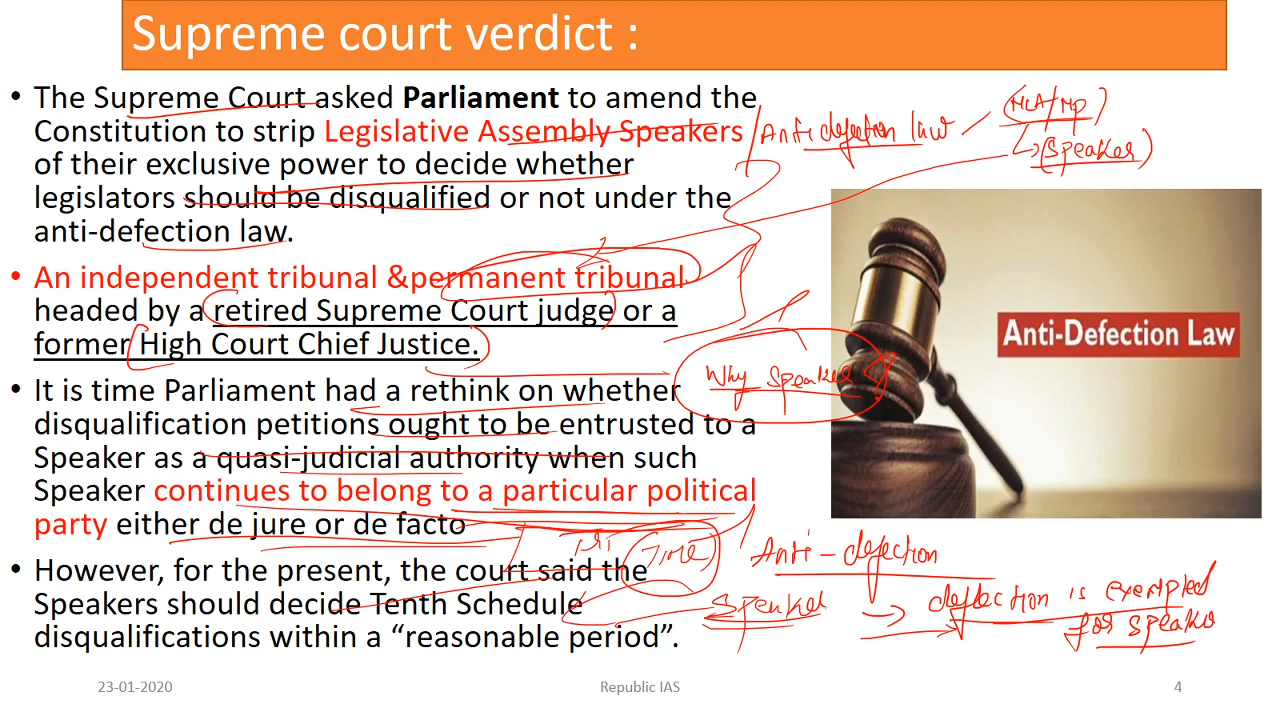 Supreme court verdict :
• The Supreme Court asked Parliament to amend the
Constitution to strip Legislative Assembly Speakers
of their exclusive power to decide whether
legislators should be disqualified or not under the
anti-defection law.
• An independent tribunal &permanent tribunal
headed by a retired Supreme Court judge or a
former High Court Chief Justice.
• It is time Parliament had a rethink on whether
disqualification petitions ought to be entrusted to a
Speaker as a quasi-judicial authority when such
Speaker continues to belong to a particular political
party either de jure or de facto
• However, for the present, the court said the
Speakers should decide Tenth Schedule
disqualifications within a “reasonable period”.
(MLA/MP)
Anti defection law
(Speaker)
Anti-Defection Law
Why Speaker
TIME
Anti-defection
Speaker → defection is exempted
for speaker
23-01-2020
Republic IAS
4